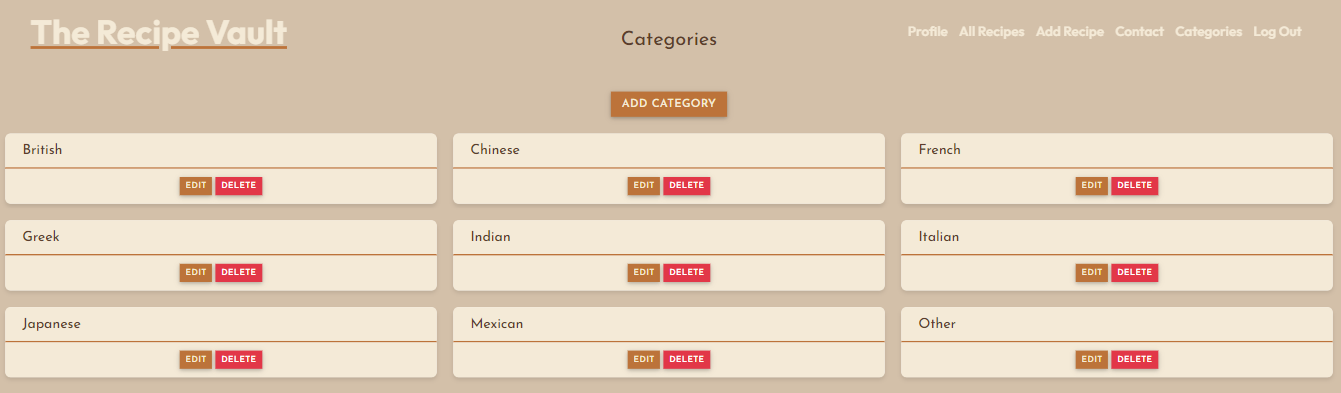 The Recipe Vault
Categories
Profile All Recipes Add Recipe Contact Categories Log Out
ADD CATEGORY
British
EDIT DELETE
Chinese
EDIT DELETE
French
EDIT DELETE
Greek
EDIT DELETE
Indian
EDIT DELETE
Italian
EDIT DELETE
Japanese
EDIT DELETE
Mexican
EDIT DELETE
Other
EDIT DELETE